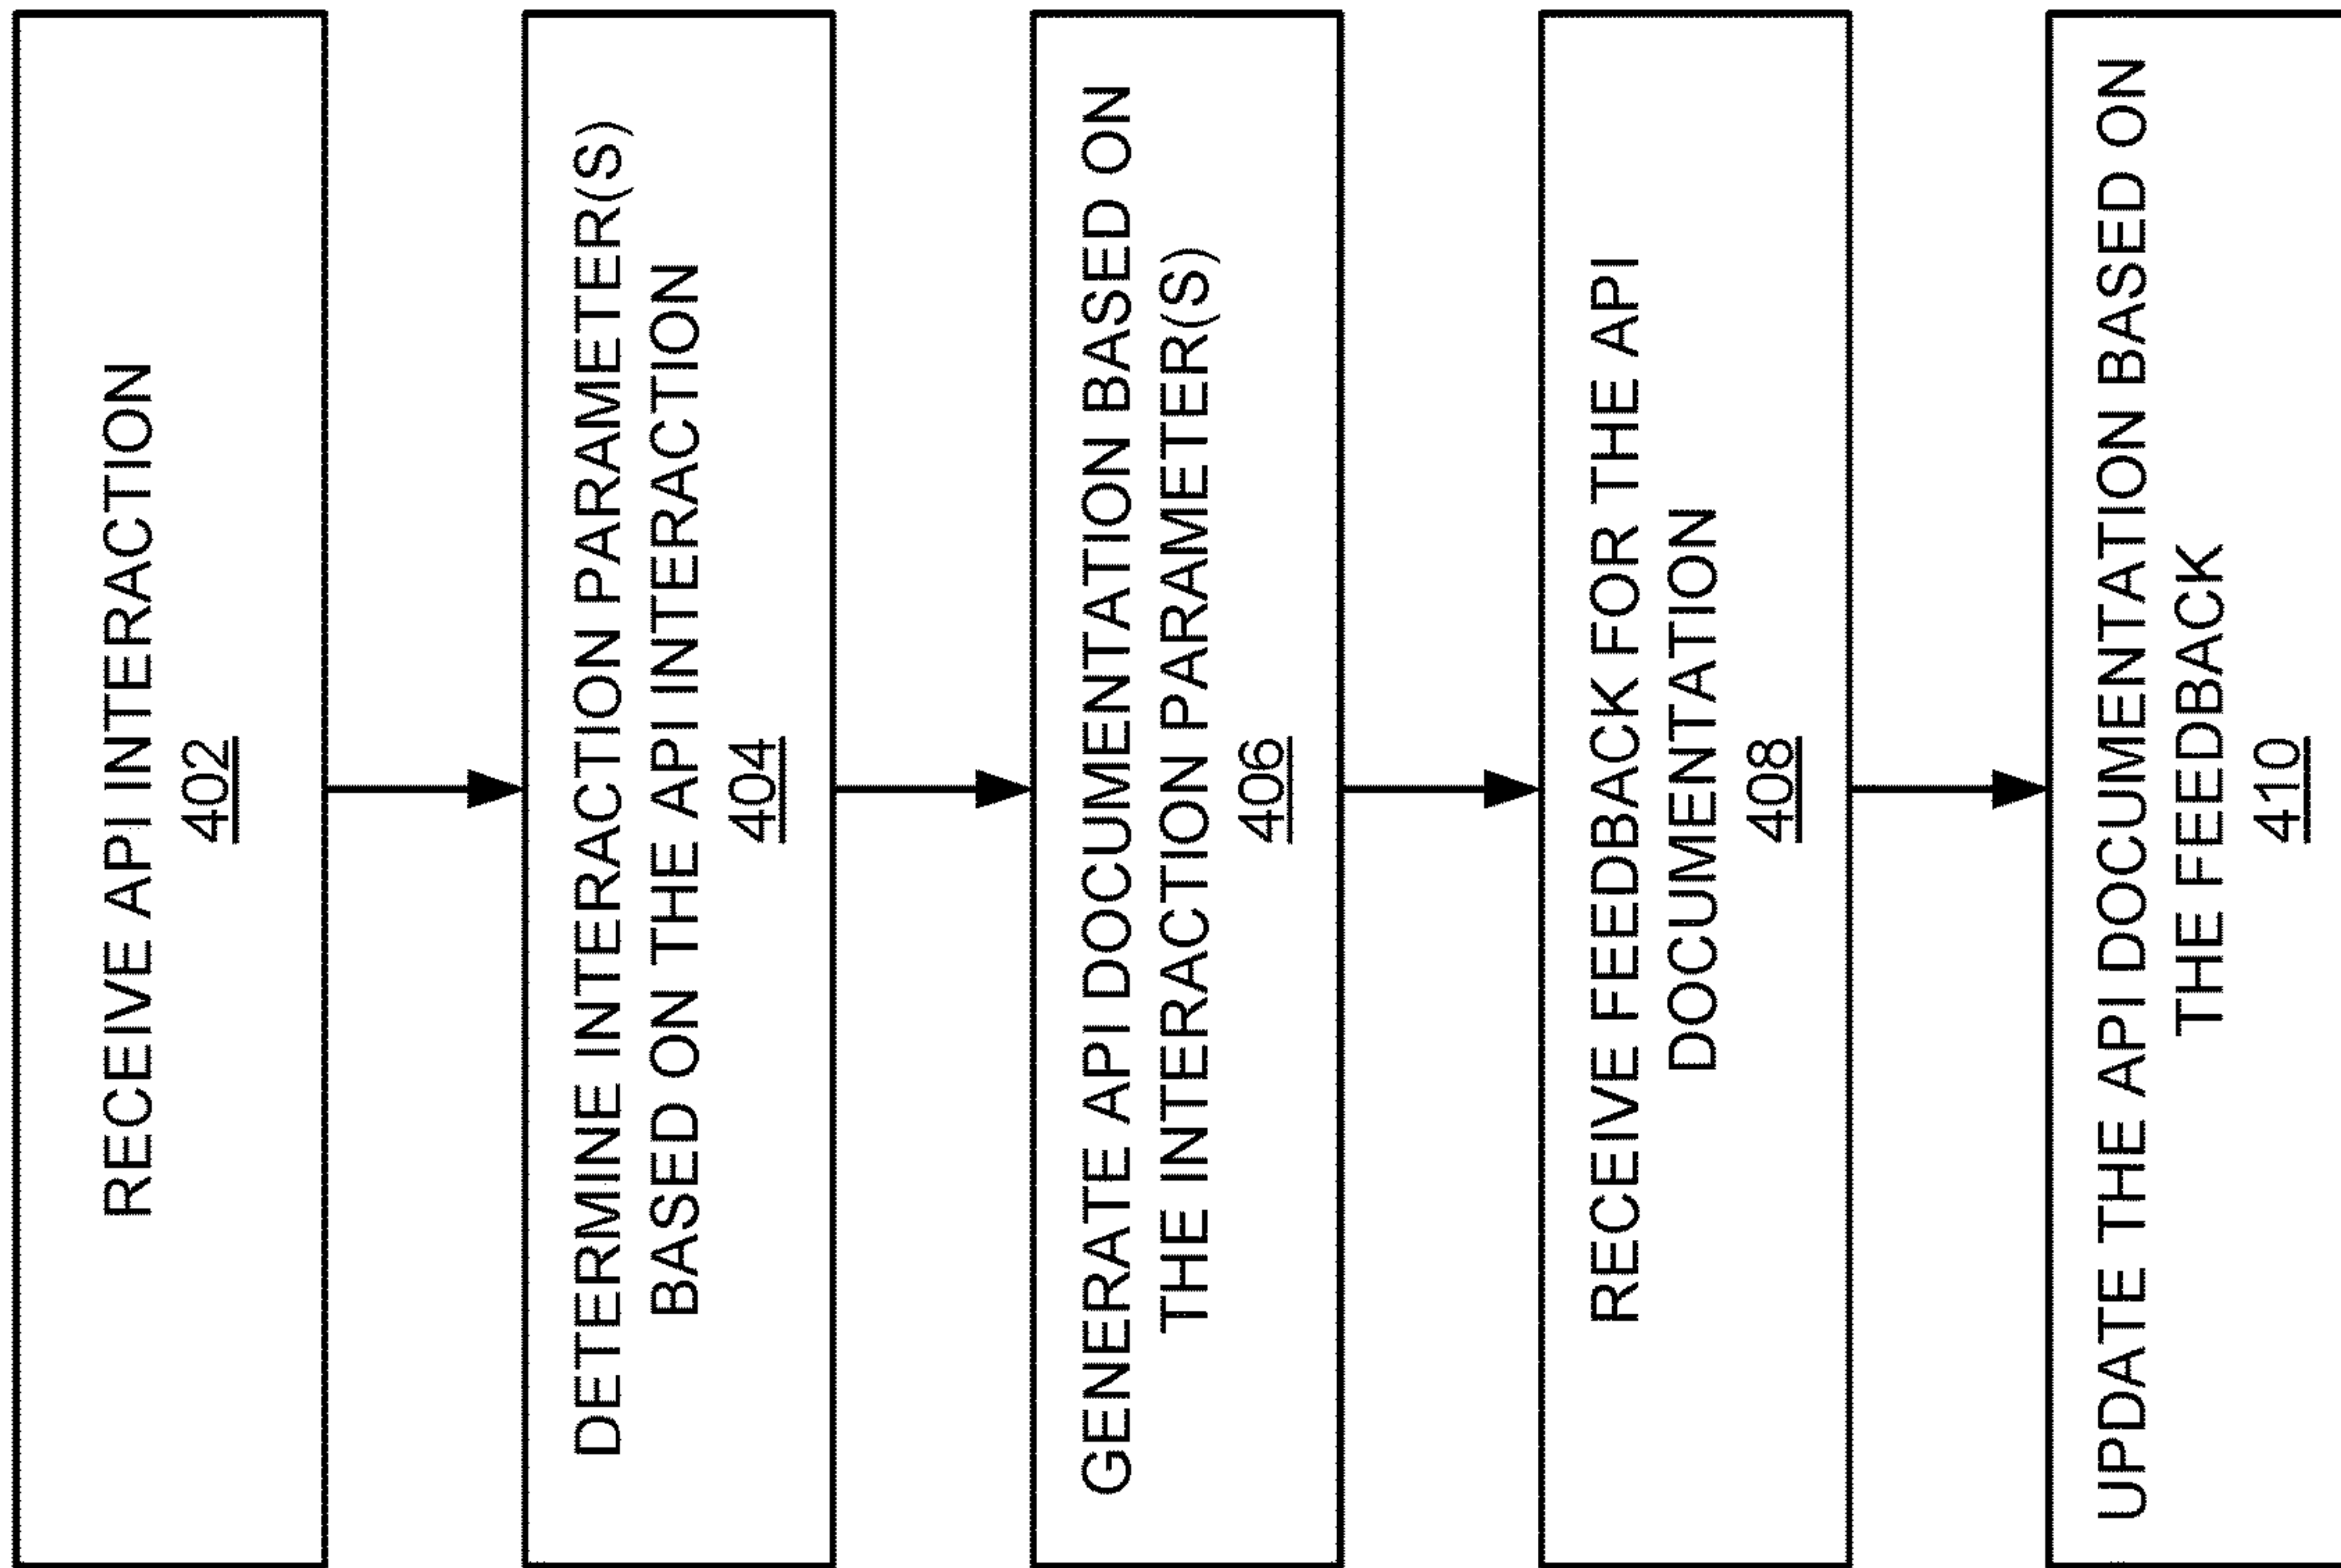 RECEIVE API INTERACTION
402
DETERMINE INTERACTION PARAMETER(S)
BASED ON THE API INTERACTION
404
GENERATE API DOCUMENTATION BASED ON
THE INTERACTION PARAMETER(S)
406
RECEIVE FEEDBACK FOR THE API
DOCUMENTATION
408
UPDATE THE API DOCUMENTATION BASED ON
THE FEEDBACK
410